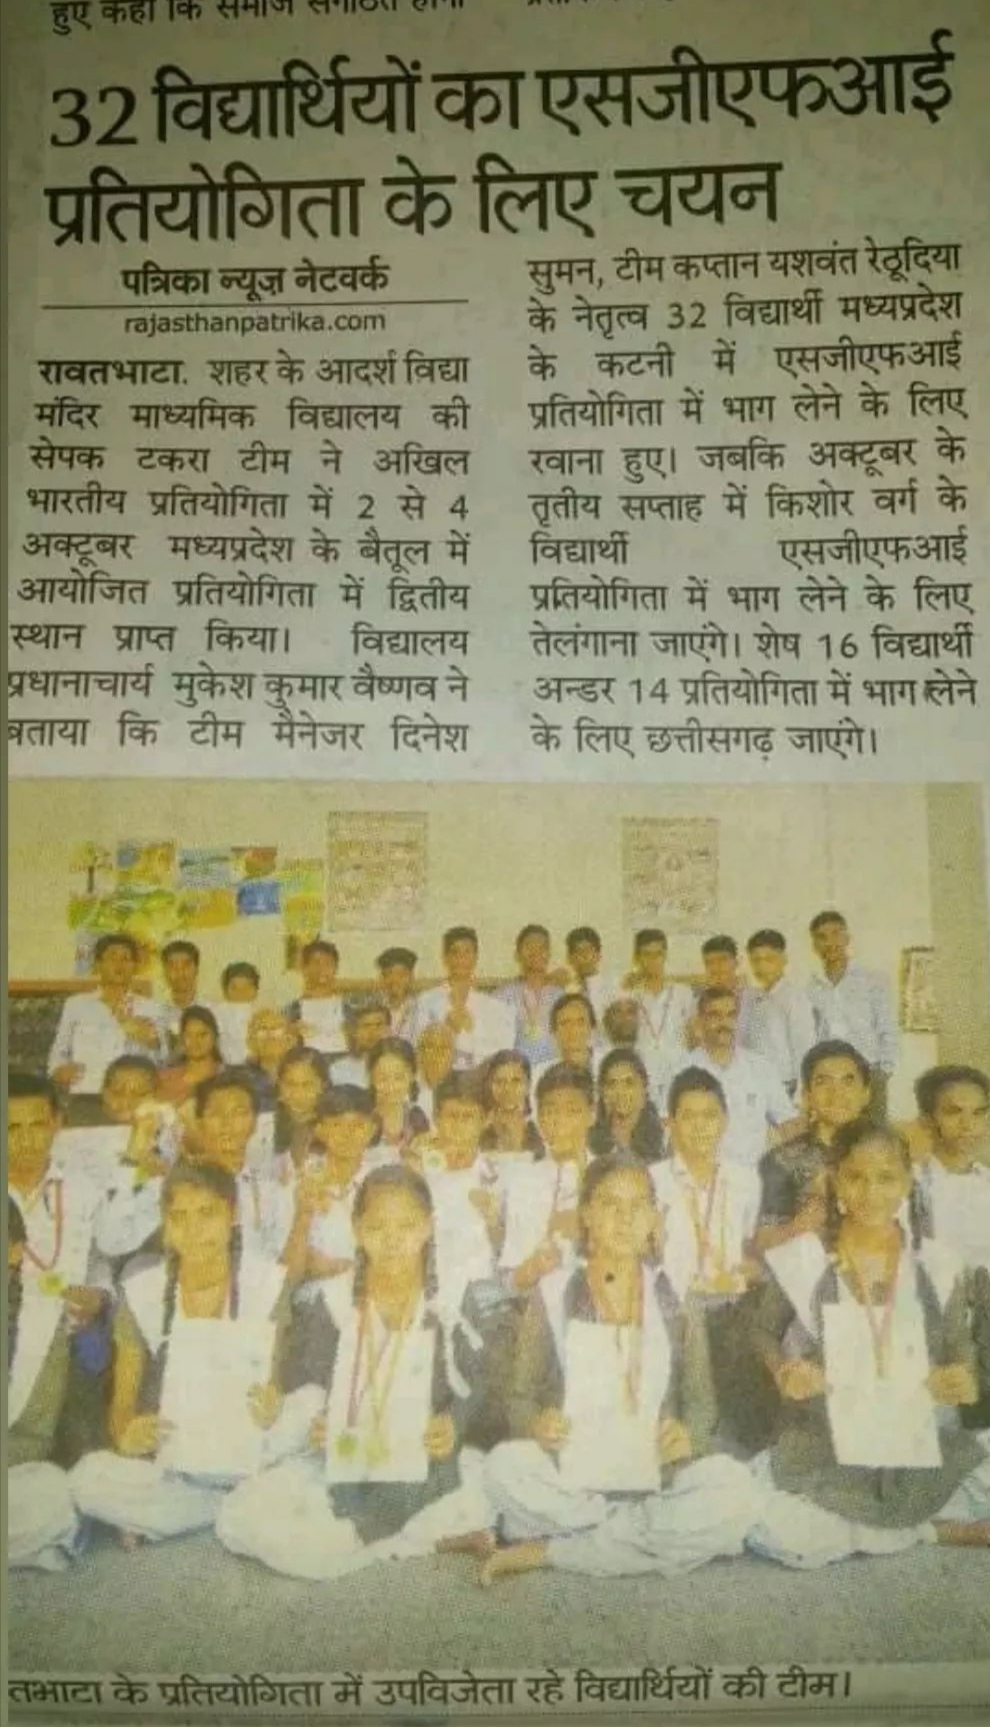 हुए कहा कि समाज संगठित होगा
32 विद्यार्थियों का एसजीएफआई
प्रतियोगिता के लिए चयन
पत्रिका न्यूज़ नेटवर्क
rajasthanpatrika.com
रावतभाटा. शहर के आदर्श विद्या
मंदिर माध्यमिक विद्यालय की
सेपक टकरा टीम ने अखिल
भारतीय प्रतियोगिता में 2 से 4
अक्टूबर मध्यप्रदेश के बैतूल में
आयोजित प्रतियोगिता में द्वितीय
स्थान प्राप्त किया। विद्यालय
प्रधानाचार्य मुकेश कुमार वैष्णव ने
बताया कि टीम मैनेजर दिनेश
सुमन, टीम कप्तान यशवंत रेठूदिया
के नेतृत्व 32 विद्यार्थी मध्यप्रदेश
के कटनी में एसजीएफआई
प्रतियोगिता में भाग लेने के लिए
रवाना हुए। जबकि अक्टूबर के
तृतीय सप्ताह में किशोर वर्ग के
विद्यार्थी एसजीएफआई
प्रतियोगिता में भाग लेने के लिए
तेलंगाना जाएंगे। शेष 16 विद्यार्थी
अन्डर 14 प्रतियोगिता में भाग लेने
के लिए छत्तीसगढ़ जाएंगे।
तभाटा के प्रतियोगिता में उपविजेता रहे विद्यार्थियों की टीम।